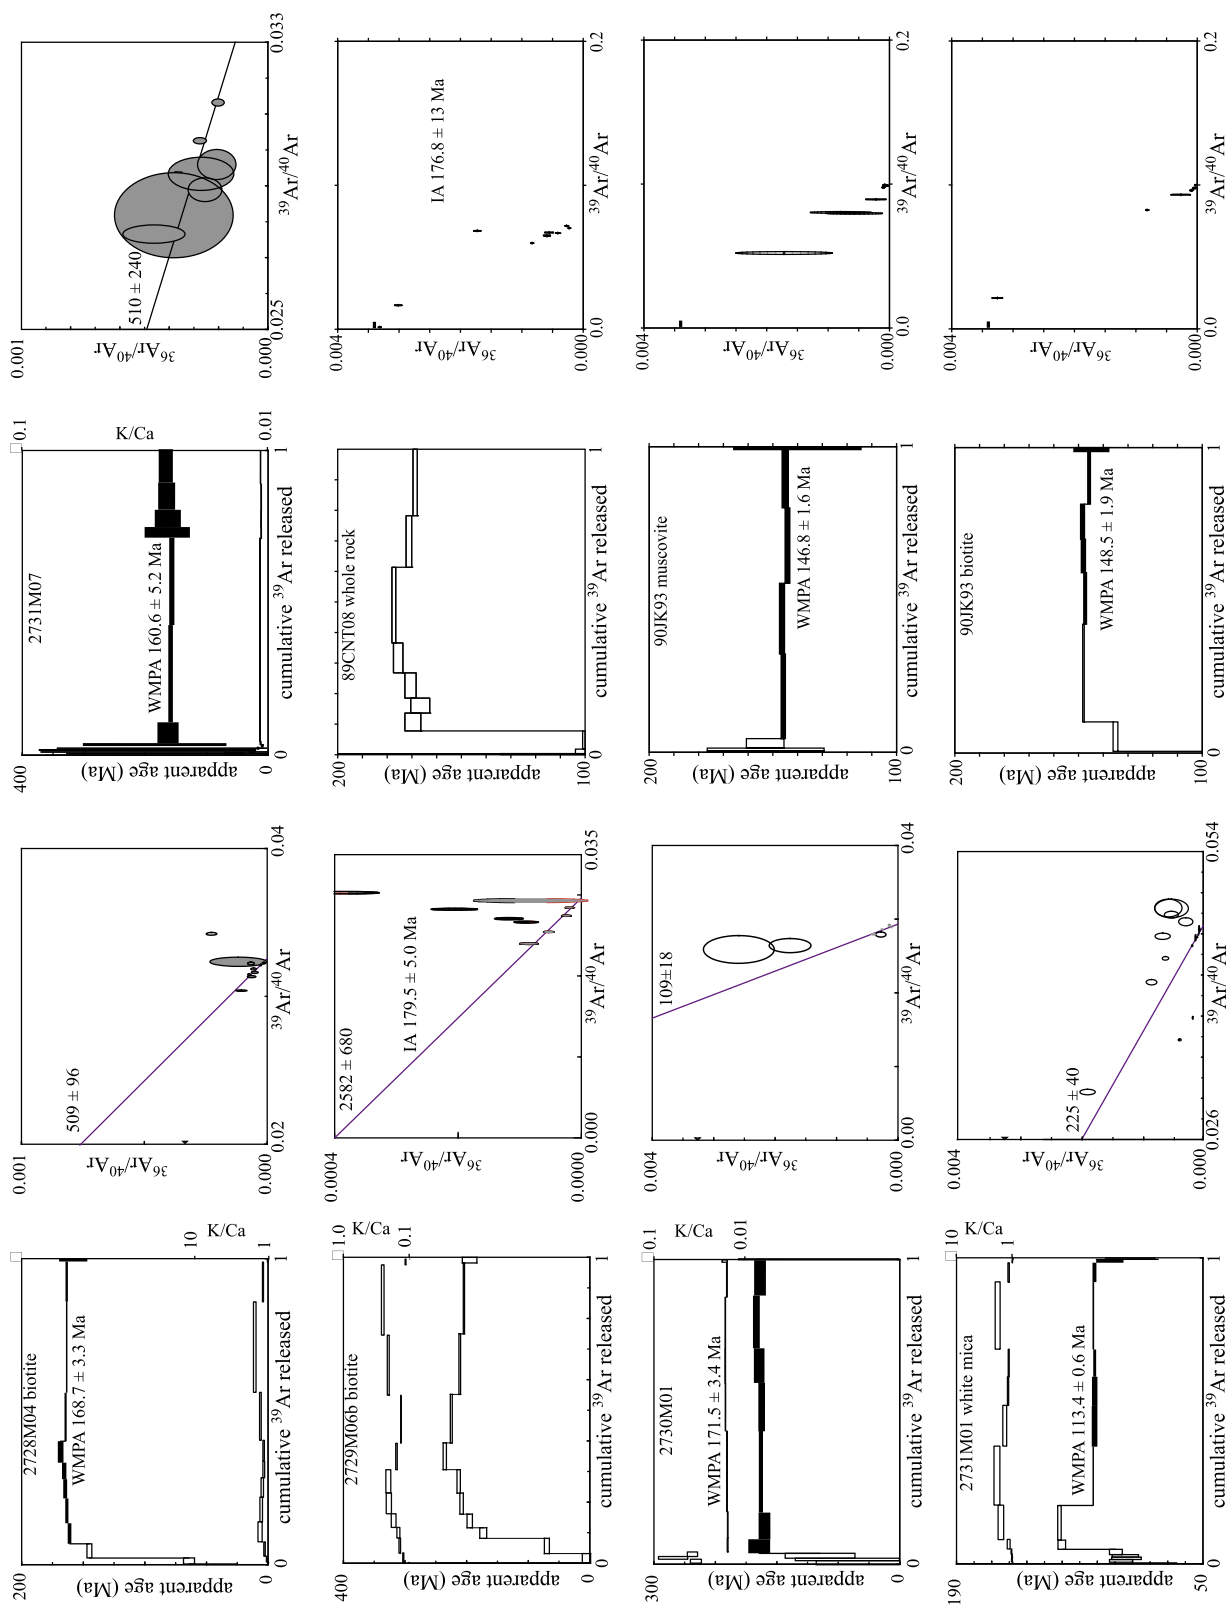 2728M04 biotite
WMPA 168.7 ± 3.3 Ma
200
0
apparent age (Ma)
10
1
K/Ca
0
1
cumulative ³⁹Ar released
0.001
0.000
³⁶Ar/⁴⁰Ar
509 ± 96
0.02
0.04
³⁹Ar/⁴⁰Ar
2731M07
WMPA 160.6 ± 5.2 Ma
400
0
apparent age (Ma)
0.1
0.01
K/Ca
0
1
cumulative ³⁹Ar released
0.001
0.000
³⁶Ar/⁴⁰Ar
510 ± 240
0.025
0.033
³⁹Ar/⁴⁰Ar
2729M06b biotite
400
0
apparent age (Ma)
1.0
0.1
K/Ca
0
1
cumulative ³⁹Ar released
0.0004
0.0000
³⁶Ar/⁴⁰Ar
2582 ± 680
IA 179.5 ± 5.0 Ma
0.000
0.035
³⁹Ar/⁴⁰Ar
89CNT08 whole rock
200
100
apparent age (Ma)
0
1
cumulative ³⁹Ar released
0.004
0.000
³⁶Ar/⁴⁰Ar
IA 176.8 ± 13 Ma
0.0
0.2
³⁹Ar/⁴⁰Ar
2730M01
WMPA 171.5 ± 3.4 Ma
300
0
apparent age (Ma)
0.1
0.01
K/Ca
0
1
cumulative ³⁹Ar released
0.004
0.000
³⁶Ar/⁴⁰Ar
109±18
0.00
0.04
³⁹Ar/⁴⁰Ar
90JK93 muscovite
WMPA 146.8 ± 1.6 Ma
200
100
apparent age (Ma)
0
1
cumulative ³⁹Ar released
0.004
0.000
³⁶Ar/⁴⁰Ar
0.0
0.2
³⁹Ar/⁴⁰Ar
2731M01 white mica
WMPA 113.4 ± 0.6 Ma
190
50
apparent age (Ma)
10
1
K/Ca
0
1
cumulative ³⁹Ar released
0.004
0.000
³⁶Ar/⁴⁰Ar
225 ± 40
0.026
0.054
³⁹Ar/⁴⁰Ar
90JK93 biotite
WMPA 148.5 ± 1.9 Ma
200
100
apparent age (Ma)
0
1
cumulative ³⁹Ar released
0.004
0.000
³⁶Ar/⁴⁰Ar
0.0
0.2
³⁹Ar/⁴⁰Ar